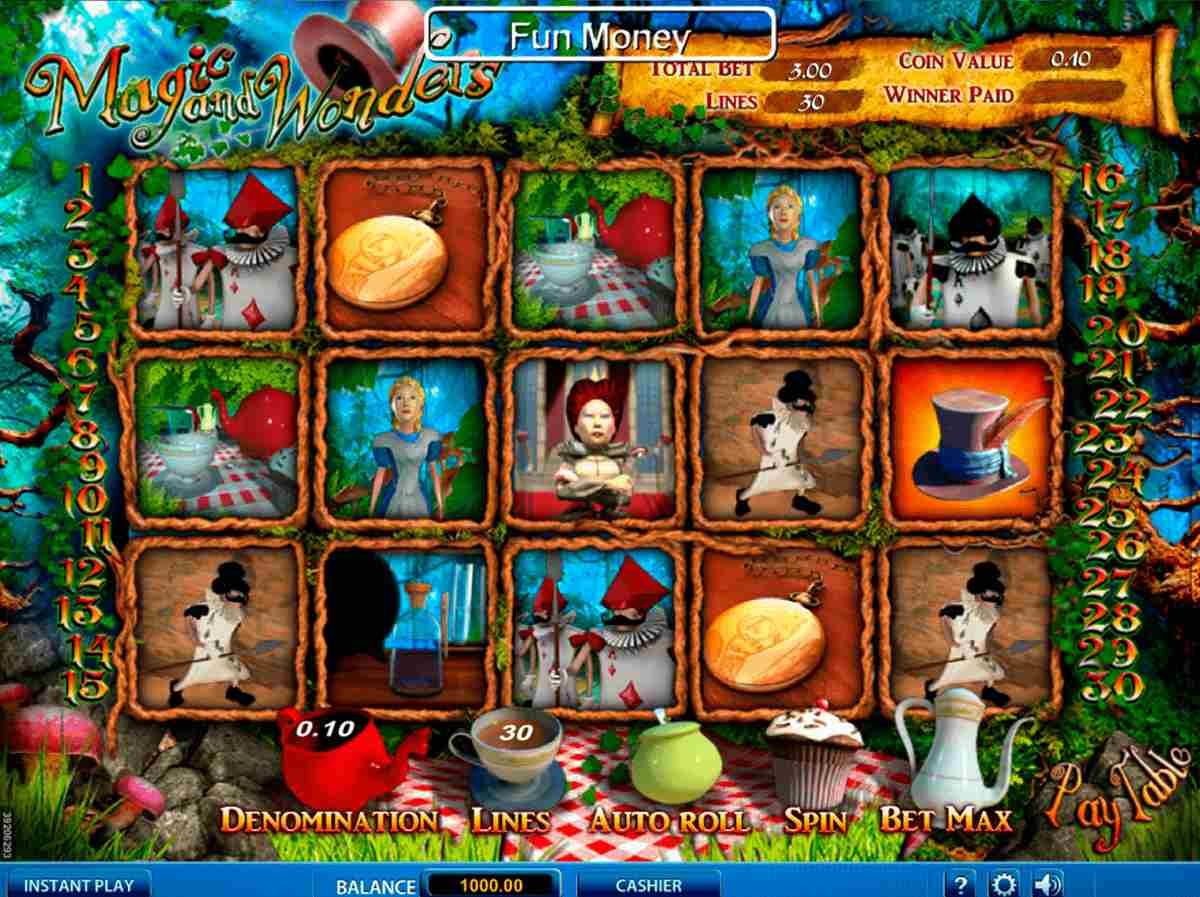 Magic and Wonders
Fun Money
TOTAL BET 3.00
LINES 30
COIN VALUE 0.10
WINNER PAID
1
2
3
4
5
6
7
8
9
10
11
12
13
14
15
16
17
18
19
20
21
22
23
24
25
26
27
28
29
30
0.10
30
DENOMINATION
LINES
AUTO ROLL
SPIN
BET MAX
Pay Table
39206293
INSTANT PLAY
BALANCE 1000.00
CASHIER
?